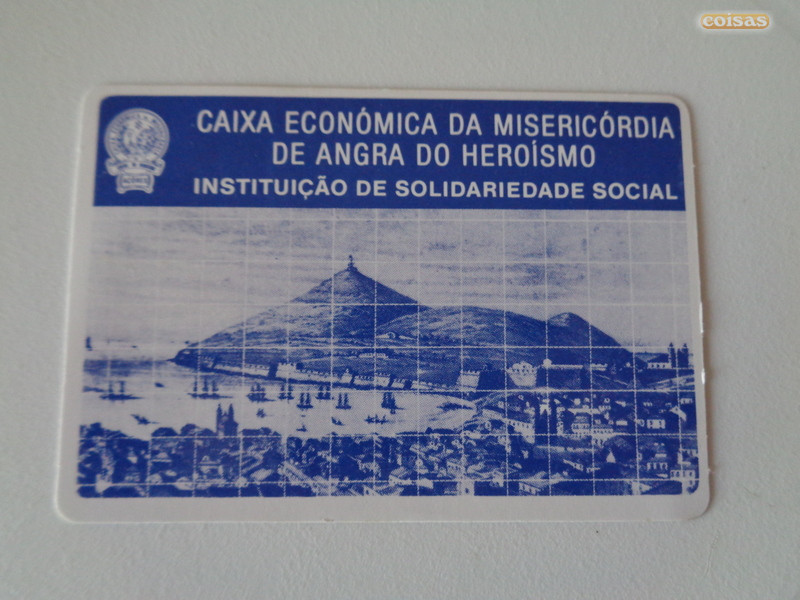 coisas
CAIXA ECONÓMICA DA MISERICÓRDIA
DE ANGRA DO HEROÍSMO
INSTITUIÇÃO DE SOLIDARIEDADE SOCIAL